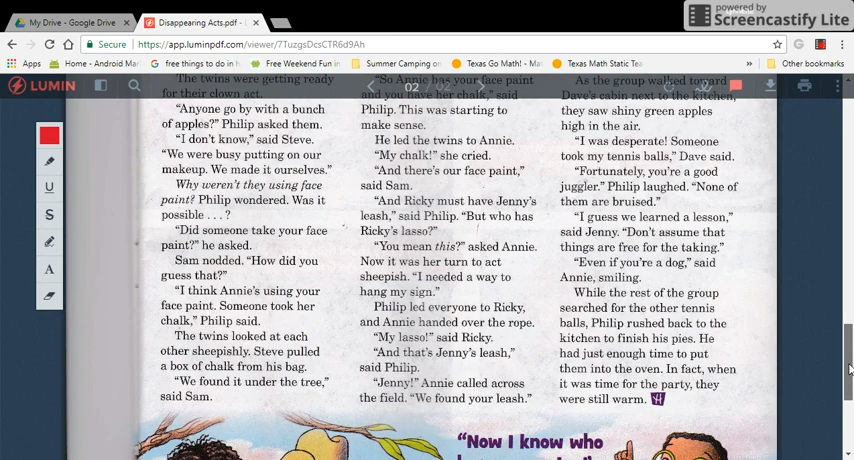 My Drive - Google Drive
Disappearing Acts.pdf - L
powered by
Screencastify Lite
Secure
https://app.luminpdf.com/viewer/7TuzgsDcsCTR6d9Ah
Apps
Home - Android Mar
free things to do in h
Free Weekend Fun in
Summer Camping on
Texas Go Math! - Mat
Texas Math Static Tea
Other bookmarks
LUMIN
02
The twins were getting ready
for their clown act.
“Anyone go by with a bunch
of apples?” Philip asked them.
“I don’t know,” said Steve.
“We were busy putting on our
makeup. We made it ourselves.”
Why weren’t they using face
paint? Philip wondered. Was it
possible . . . ?
“Did someone take your face
paint?” he asked.
Sam nodded. “How did you
guess that?”
“I think Annie’s using your
face paint. Someone took her
chalk,” Philip said.
The twins looked at each
other sheepishly. Steve pulled
a box of chalk from his bag.
“We found it under the tree,”
said Sam.
“So Annie has your face paint
and you have her chalk,” said
Philip. This was starting to
make sense.
He led the twins to Annie.
“My chalk!” she cried.
“And there’s our face paint,”
said Sam.
“And Ricky must have Jenny’s
leash,” said Philip. “But who has
Ricky’s lasso?”
“You mean this?” asked Annie.
Now it was her turn to act
sheepish. “I needed a way to
hang my sign.”
Philip led everyone to Ricky,
and Annie handed over the rope.
“My lasso!” said Ricky.
“And that’s Jenny’s leash,”
said Philip.
“Jenny!” Annie called across
the field. “We found your leash.”
As the group walked toward
Dave’s cabin next to the kitchen,
they saw shiny green apples
high in the air.
“I was desperate! Someone
took my tennis balls,” Dave said.
“Fortunately, you’re a good
juggler.” Philip laughed. “None of
them are bruised.”
“I guess we learned a lesson,”
said Jenny. “Don’t assume that
things are free for the taking.”
“Even if you’re a dog,” said
Annie, smiling.
While the rest of the group
searched for the other tennis
balls, Philip rushed back to the
kitchen to finish his pies. He
had just enough time to put
them into the oven. In fact, when
it was time for the party, they
were still warm.
“Now I know who